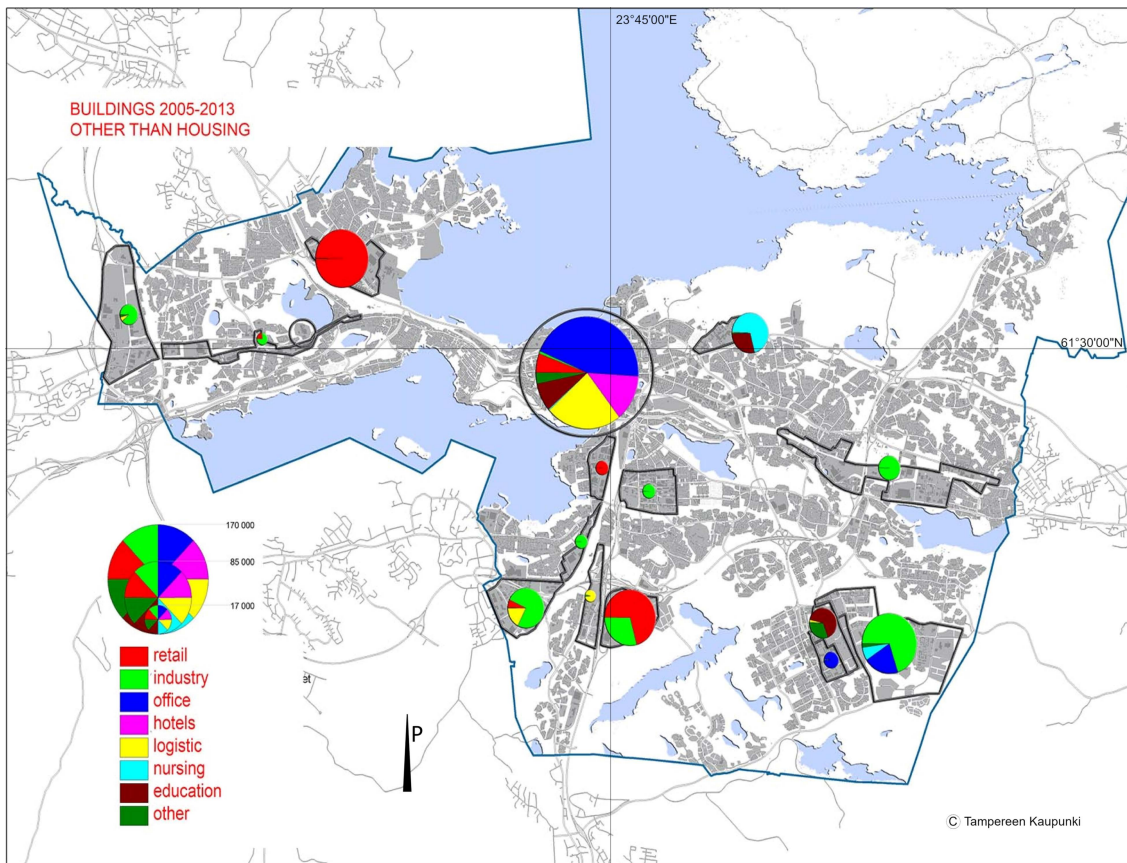 23°45'00"E
BUILDINGS 2005-2013
OTHER THAN HOUSING
61°30'00"N
170 000
85 000
17 000
retail
industry
office
hotels
logistic
nursing
education
other
et
P
C Tampereen Kaupunki